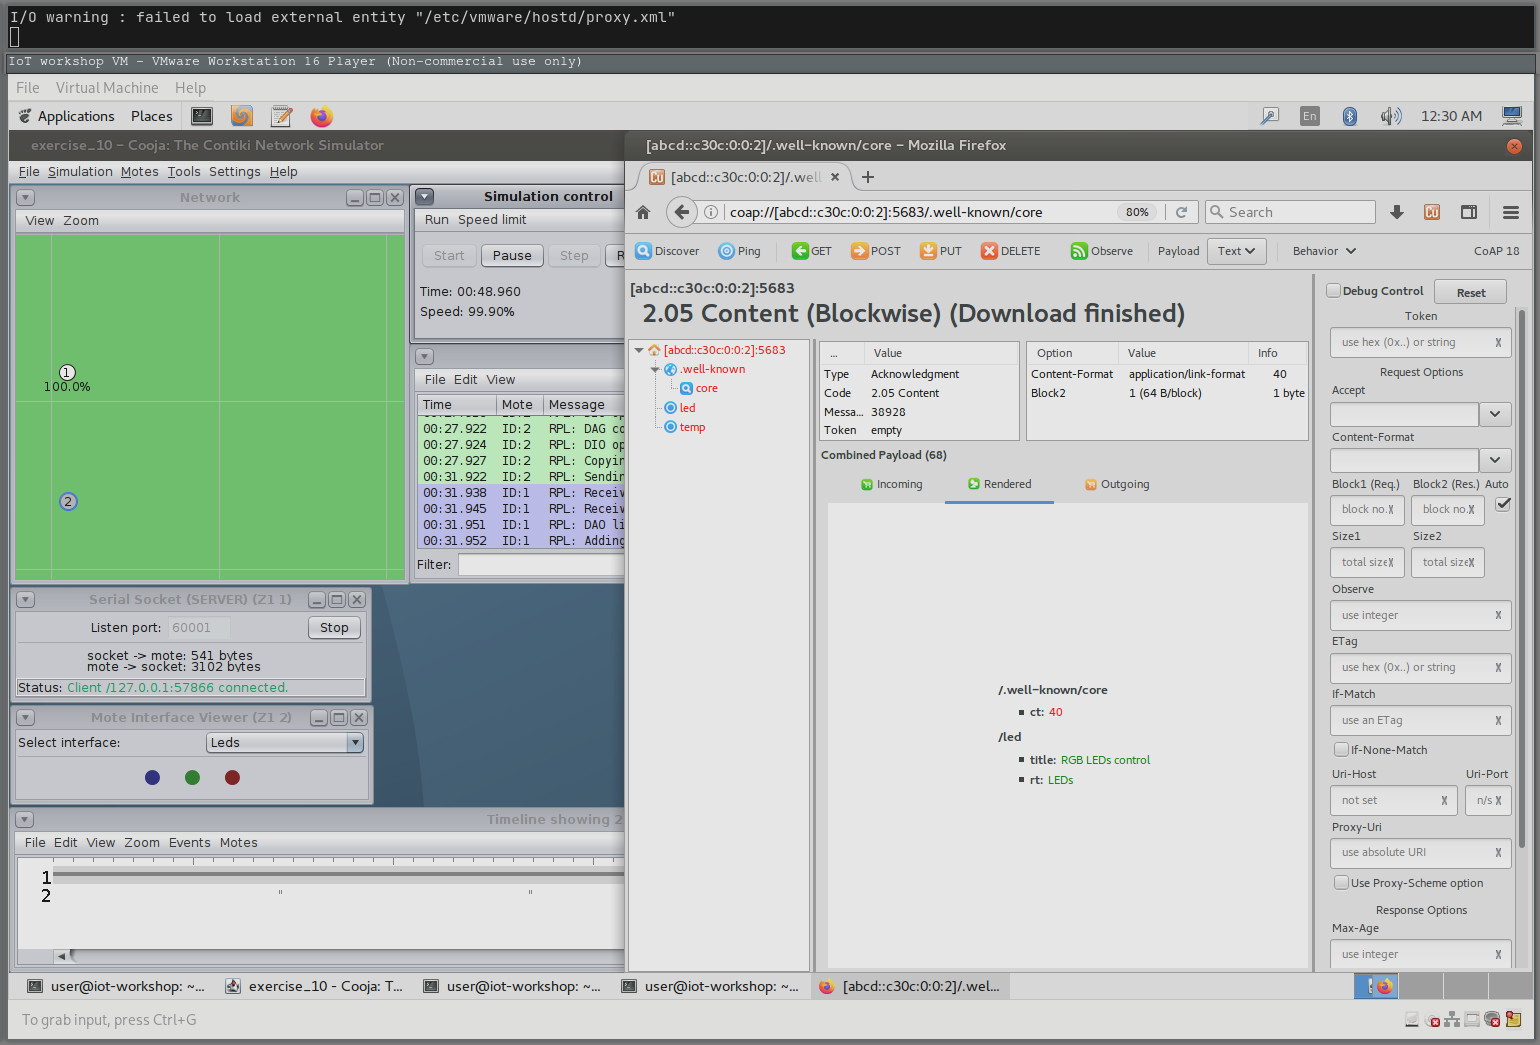 I/O warning : failed to load external entity "/etc/vmware/hostd/proxy.xml"
IoT workshop VM - VMware Workstation 16 Player (Non-commercial use only)
File Virtual Machine Help
Applications Places En 12:30 AM
exercise_10 - Cooja: The Contiki Network Simulator
File Simulation Motes Tools Settings Help
Network
View Zoom
1
100.0%
2
Simulation control
Run Speed limit
Start Pause Step R
Time: 00:48.960
Speed: 99.90%
File Edit View
Time Mote Message
00:27.922 ID:2 RPL: DAG co
00:27.924 ID:2 RPL: DIO op
00:27.927 ID:2 RPL: Copyin
00:31.922 ID:2 RPL: Sendin
00:31.938 ID:1 RPL: Receiv
00:31.945 ID:1 RPL: Receiv
00:31.951 ID:1 RPL: DAO li
00:31.952 ID:1 RPL: Adding
Filter:
Serial Socket (SERVER) (Z1 1)
Listen port: 60001 Stop
socket -> mote: 541 bytes
mote -> socket: 3102 bytes
Status: Client /127.0.0.1:57866 connected.
Mote Interface Viewer (Z1 2)
Select interface: Leds
Timeline showing 2
File Edit View Zoom Events Motes
1
2
[abcd::c30c:0:0:2]/.well-known/core - Mozilla Firefox
Cu [abcd::c30c:0:0:2]/.well
coap://[abcd::c30c:0:0:2]:5683/.well-known/core 80% Search Cu
Discover Ping GET POST PUT DELETE Observe Payload Text Behavior CoAP 18
[abcd::c30c:0:0:2]:5683
2.05 Content (Blockwise) (Download finished)
[abcd::c30c:0:0:2]:5683
.well-known
core
led
temp
... Value
Type Acknowledgment
Code 2.05 Content
Messa... 38928
Token empty
Option Value Info
Content-Format application/link-format 40
Block2 1 (64 B/block) 1 byte
Combined Payload (68)
Incoming Rendered Outgoing
/.well-known/core
ct: 40
/led
title: RGB LEDs control
rt: LEDs
Debug Control Reset
Token
use hex (0x..) or string X
Request Options
Accept
Content-Format
Block1 (Req.) Block2 (Res.) Auto
block no. X block no. X
Size1 Size2
total size X total size X
Observe
use integer X
ETag
use hex (0x..) or string X
If-Match
use an ETag X
If-None-Match
Uri-Host Uri-Port
not set X n/s X
Proxy-Uri
use absolute URI X
Use Proxy-Scheme option
Response Options
Max-Age
use integer X
user@iot-workshop: ~... exercise_10 - Cooja: T... user@iot-workshop: ~... user@iot-workshop: ~... [abcd::c30c:0:0:2]/.wel...
To grab input, press Ctrl+G